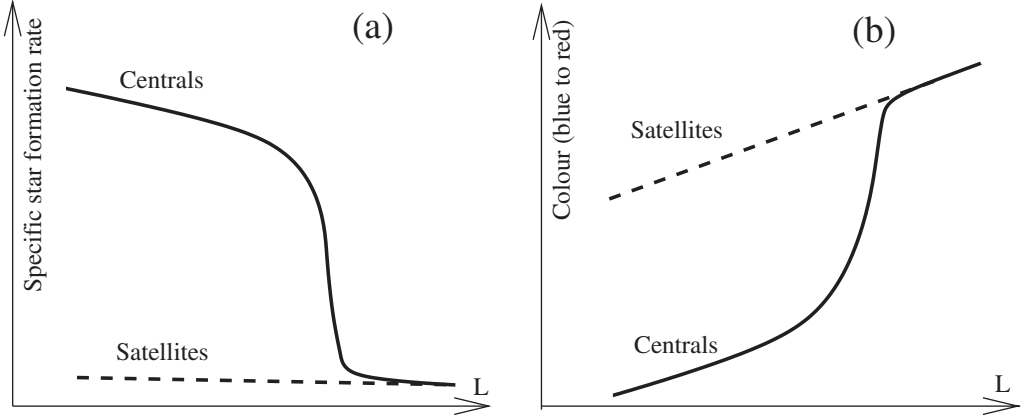 (a)
Specific star formation rate
Centrals
Satellites
L
(b)
Colour (blue to red)
Satellites
Centrals
L